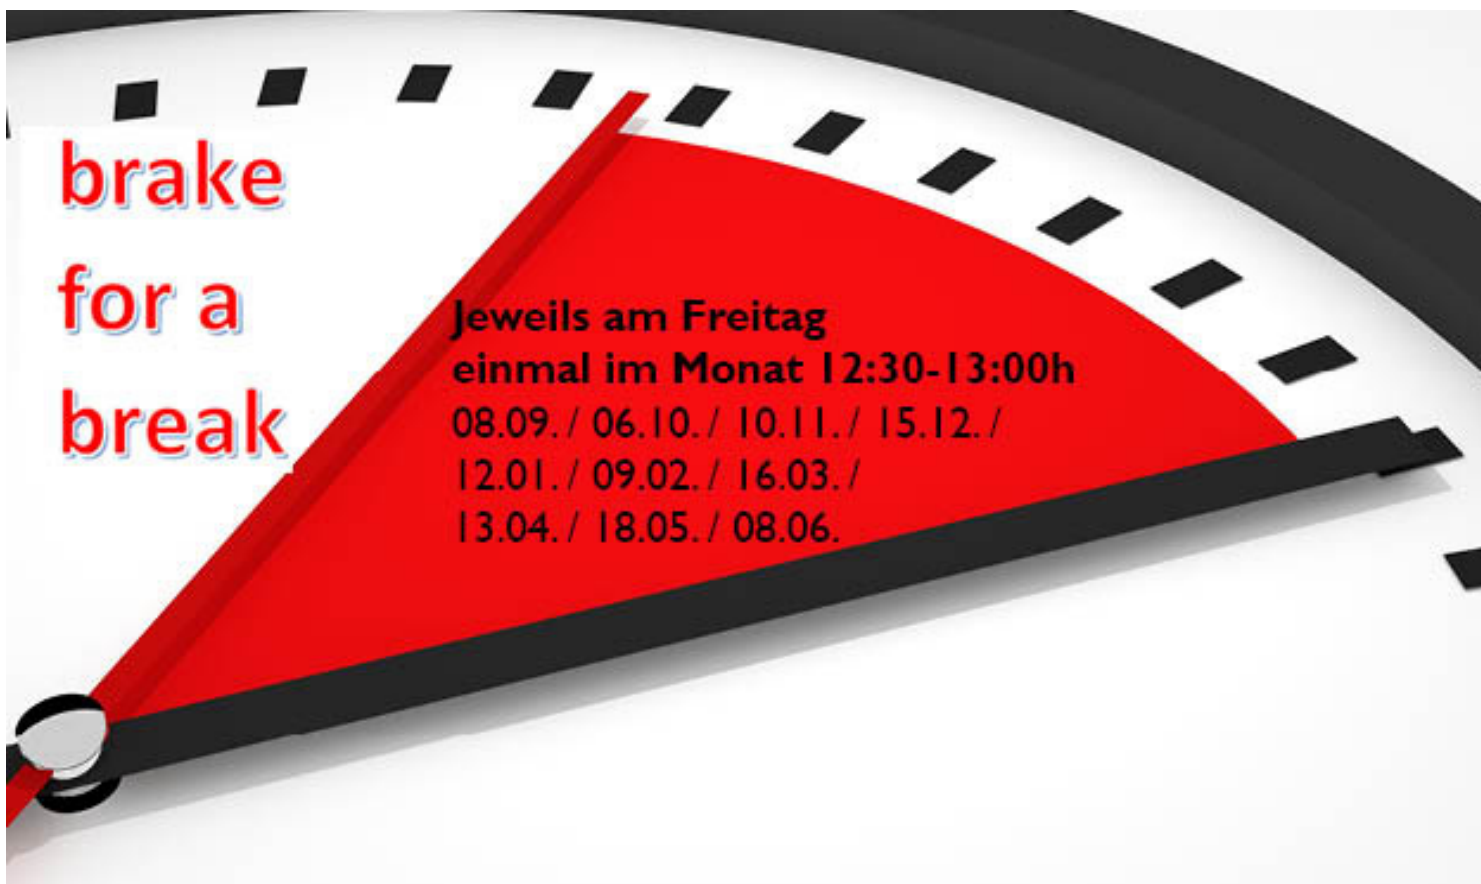 brake
for a
break
Jeweils am Freitag
einmal im Monat 12:30-13:00h
08.09. / 06.10. / 10.11. / 15.12. /
12.01. / 09.02. / 16.03. /
13.04. / 18.05. / 08.06.